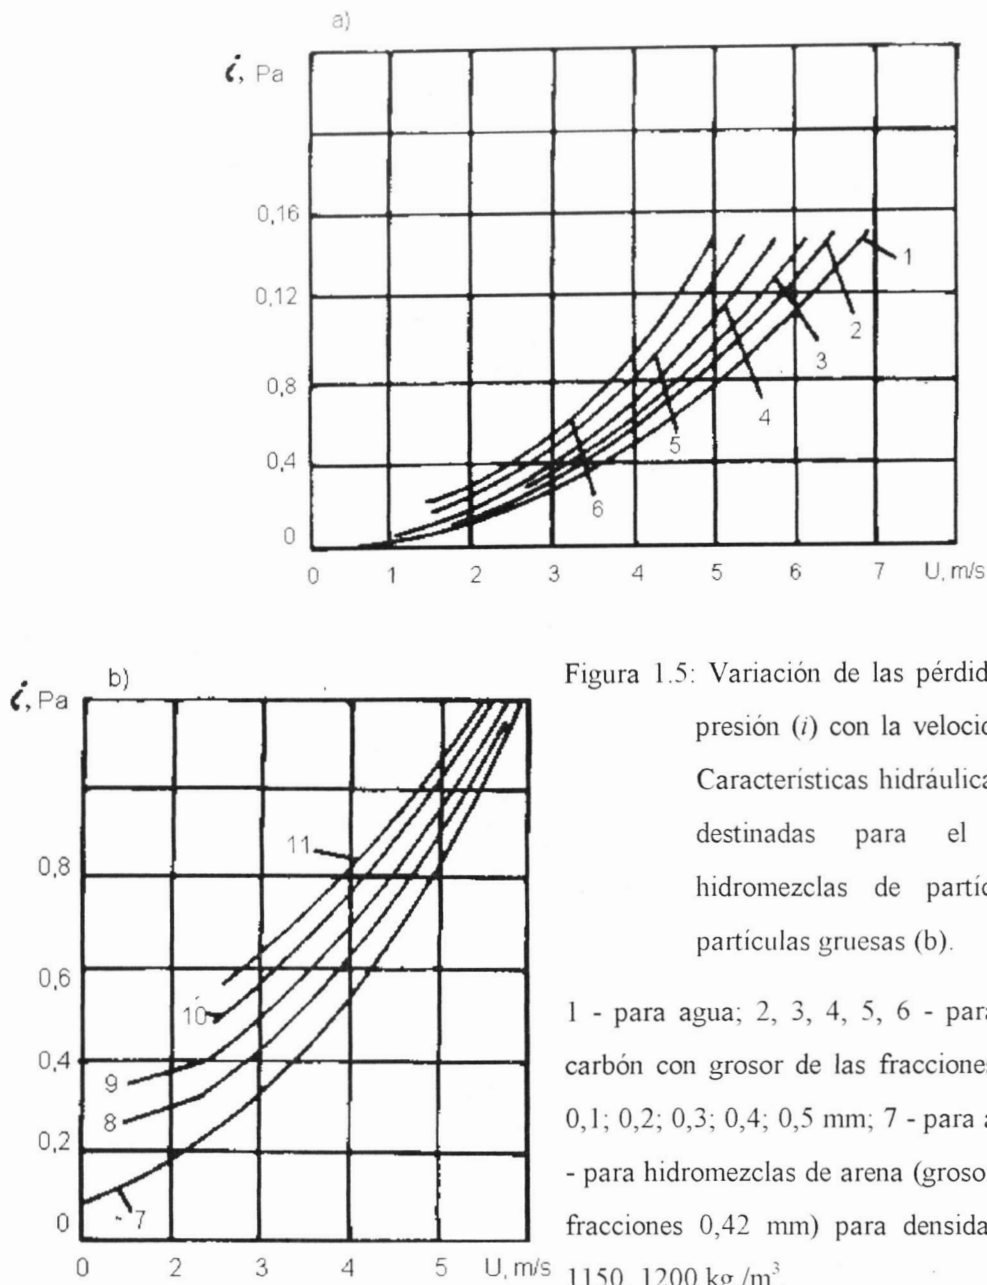 a)
i, Pa
0,16
0,12
0,8
0,4
0
0 1 2 3 4 5 6 7 U, m/s
1
2
3
4
5
6
b)
i, Pa
0,8
0,6
0,4
0,2
0
0 2 3 4 5 U, m/s
11
10
9
8
7
Figura 1.5: Variación de las pérdid
presión (i) con la velocid
Características hidráulica
destinadas para el
hidromezclas de partíc
partículas gruesas (b).
1 - para agua; 2, 3, 4, 5, 6 - para
carbón con grosor de las fraccione
0,1; 0,2; 0,3; 0,4; 0,5 mm; 7 - para a
- para hidromezclas de arena (groso
fracciones 0,42 mm) para densida
1150, 1200 kg /m³